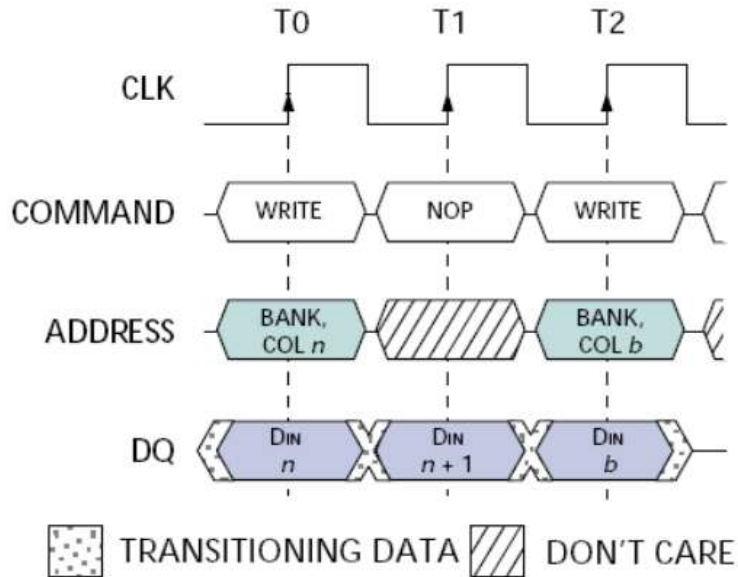 T0 T1 T2
CLK
COMMAND WRITE NOP WRITE
ADDRESS BANK, COL n BANK, COL b
DQ DIN n DIN n + 1 DIN b
TRANSITIONING DATA DON'T CARE